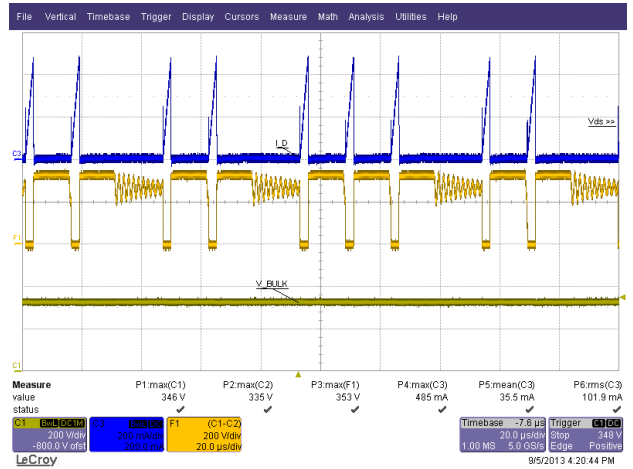 File Vertical Timebase Trigger Display Cursors Measure Math Analysis Utilities Help
Vds >>
I_D
C3
F1
V_BULK
C1
Measure P1:max(C1) P2:max(C2) P3:max(F1) P4:max(C3) P5:mean(C3) P6:rms(C3)
value 346 V 335 V 353 V 485 mA 35.5 mA 101.9 mA
status
C1 BwL DC1M F1 (C1-C2) Timebase -7.6 µs Trigger C1 DC
200 V/div 200 mA/div 200 V/div 20.0 µs/div Stop 348 V
-800.0 V ofst 20.0 µs/div 1.00 MS 5.0 GS/s Edge Positive
LeCroy 9/5/2013 4:20:44 PM